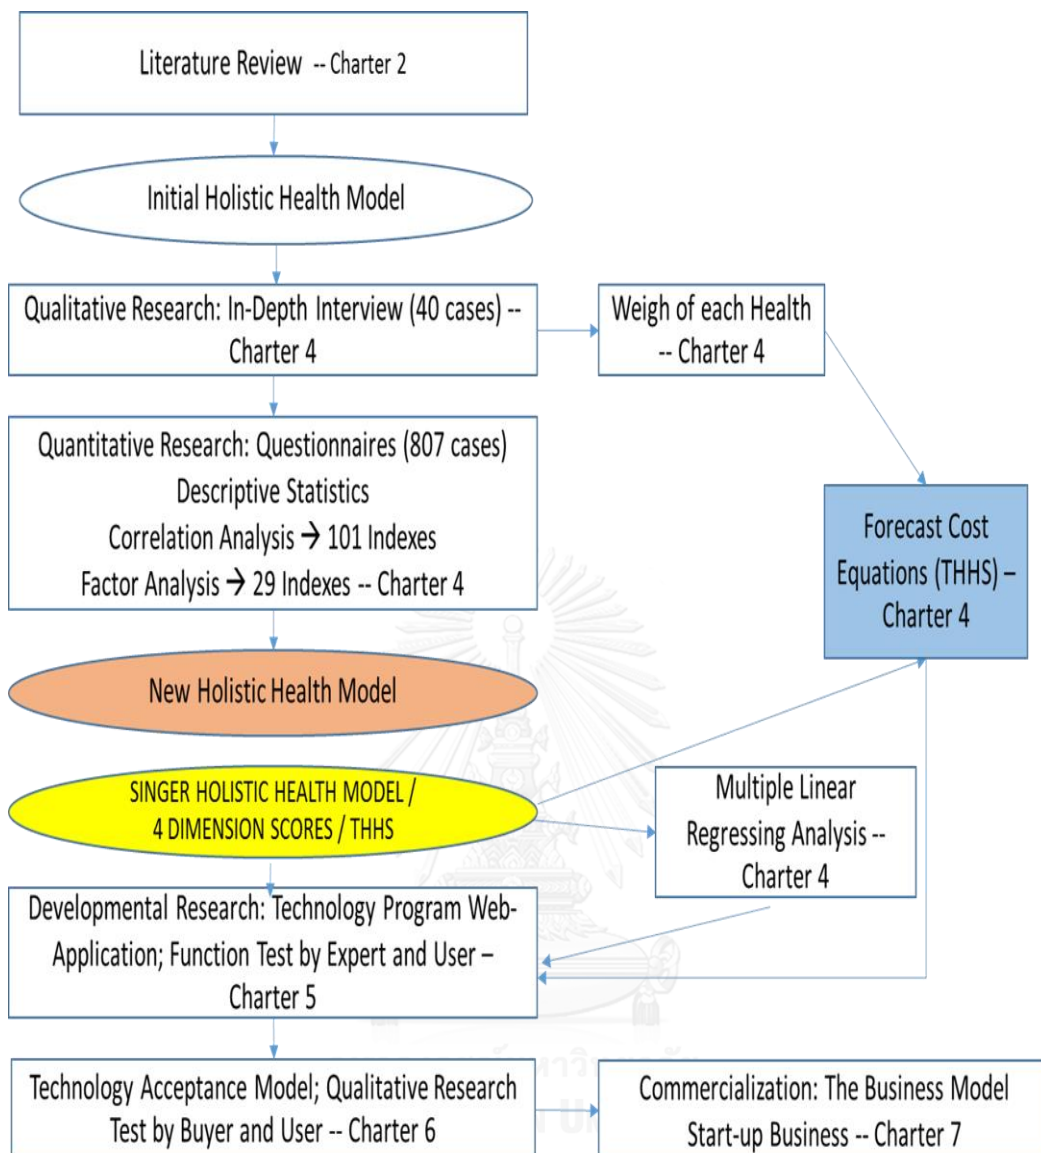 Literature Review -- Charter 2
Initial Holistic Health Model
Qualitative Research: In-Depth Interview (40 cases) --
Charter 4
Weigh of each Health
-- Charter 4
Quantitative Research: Questionnaires (807 cases)
Descriptive Statistics
Correlation Analysis → 101 Indexes
Factor Analysis → 29 Indexes -- Charter 4
Forecast Cost
Equations (THHS) –
Charter 4
New Holistic Health Model
SINGER HOLISTIC HEALTH MODEL /
4 DIMENSION SCORES / THHS
Multiple Linear
Regressing Analysis --
Charter 4
Developmental Research: Technology Program Web-
Application; Function Test by Expert and User –
Charter 5
Technology Acceptance Model; Qualitative Research
Test by Buyer and User -- Charter 6
Commercialization: The Business Model
Start-up Business -- Charter 7